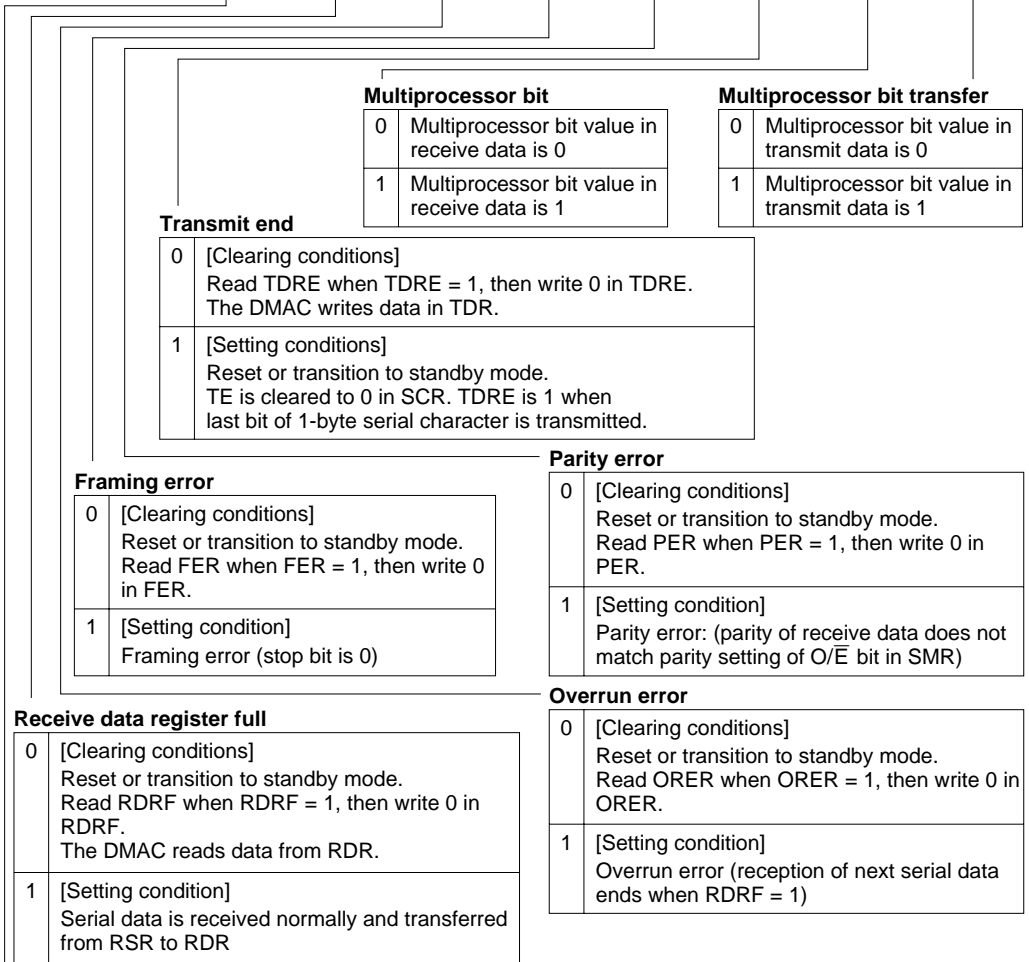 Multiprocessor bit
0 Multiprocessor bit value in
receive data is 0
1 Multiprocessor bit value in
receive data is 1
Multiprocessor bit transfer
0 Multiprocessor bit value in
transmit data is 0
1 Multiprocessor bit value in
transmit data is 1
Transmit end
0 [Clearing conditions]
Read TDRE when TDRE = 1, then write 0 in TDRE.
The DMAC writes data in TDR.
1 [Setting conditions]
Reset or transition to standby mode.
TE is cleared to 0 in SCR. TDRE is 1 when
last bit of 1-byte serial character is transmitted.
Parity error
0 [Clearing conditions]
Reset or transition to standby mode.
Read PER when PER = 1, then write 0 in
PER.
1 [Setting condition]
Parity error: (parity of receive data does not
match parity setting of O/E̅ bit in SMR)
Framing error
0 [Clearing conditions]
Reset or transition to standby mode.
Read FER when FER = 1, then write 0
in FER.
1 [Setting condition]
Framing error (stop bit is 0)
Overrun error
0 [Clearing conditions]
Reset or transition to standby mode.
Read ORER when ORER = 1, then write 0 in
ORER.
1 [Setting condition]
Overrun error (reception of next serial data
ends when RDRF = 1)
Receive data register full
0 [Clearing conditions]
Reset or transition to standby mode.
Read RDRF when RDRF = 1, then write 0 in
RDRF.
The DMAC reads data from RDR.
1 [Setting condition]
Serial data is received normally and transferred
from RSR to RDR